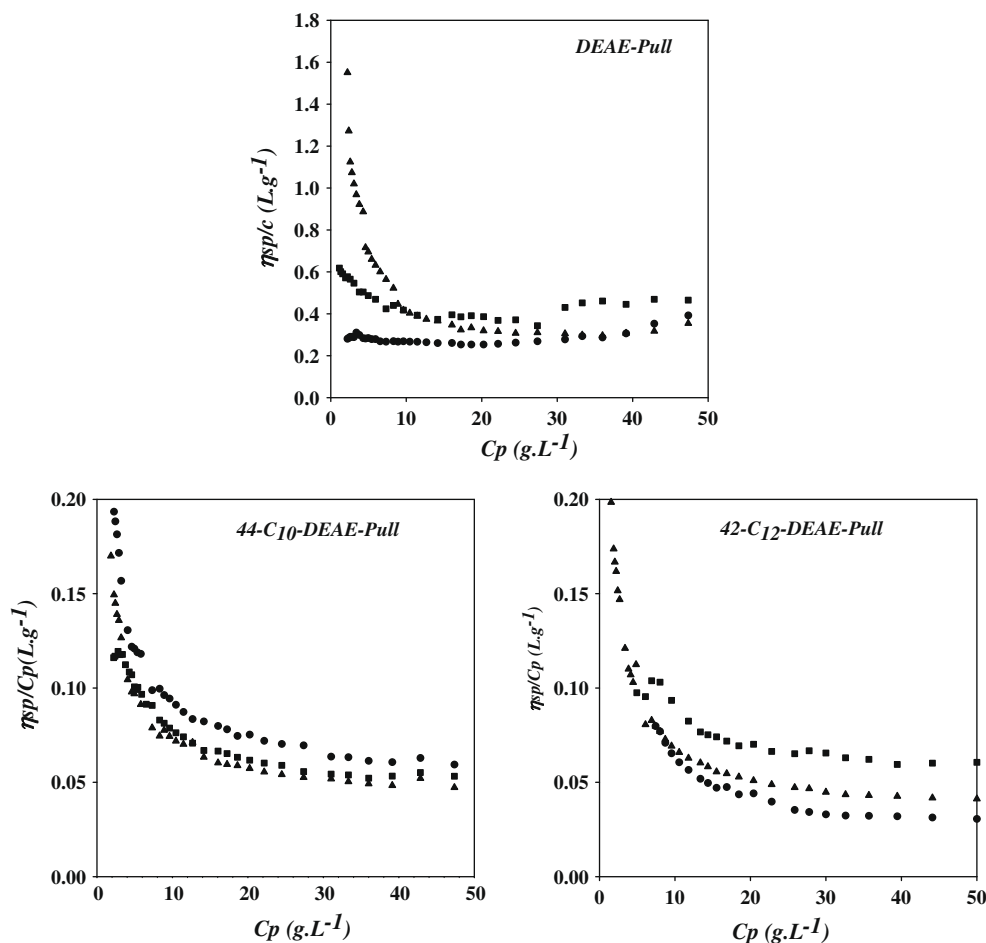 DEAE-Pull
1.8
1.6
1.4
1.2
1.0
0.8
0.6
0.4
0.2
0.0
ηsp/c (L.g-1)
0 10 20 30 40 50
Cp (g.L-1)
44-C10-DEAE-Pull
0.20
0.15
0.10
0.05
0.00
ηsp/Cp(L.g-1)
0 10 20 30 40 50
Cp (g.L-1)
42-C12-DEAE-Pull
0.20
0.15
0.10
0.05
0.00
ηsp/Cp (L.g-1)
0 10 20 30 40 50
Cp (g.L-1)